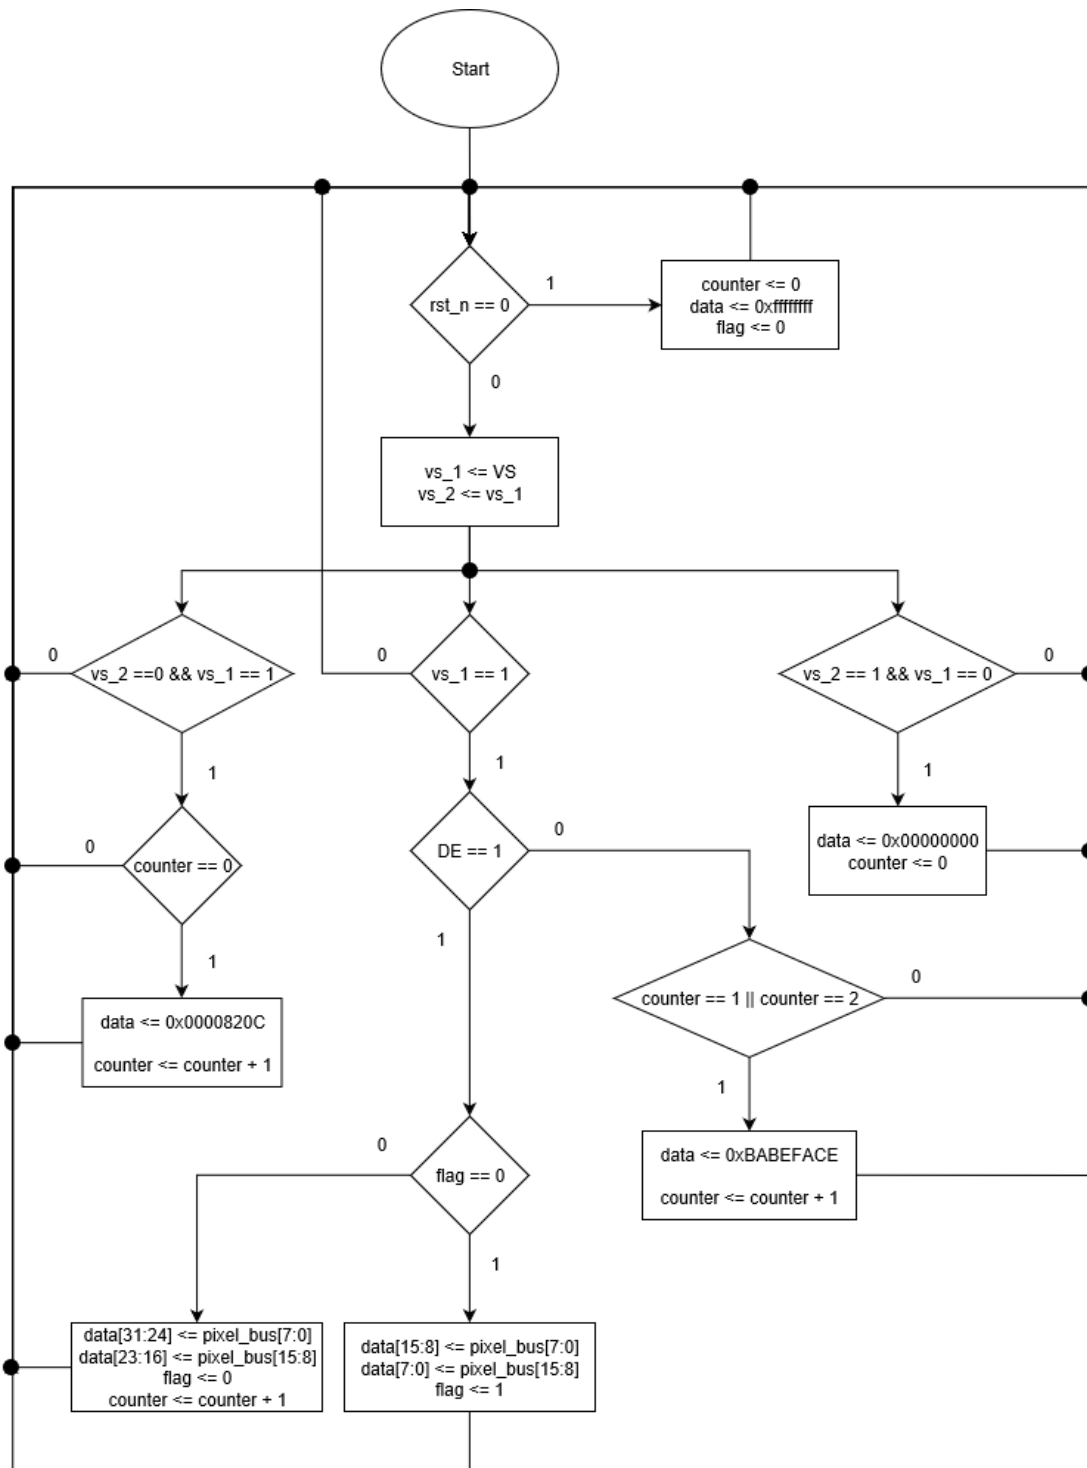 Start
rst_n == 0
1
counter <= 0
data <= 0xffffffff
flag <= 0
0
vs_1 <= VS
vs_2 <= vs_1
0
vs_2 ==0 && vs_1 == 1
0
vs_1 == 1
vs_2 == 1 && vs_1 == 0
0
1
1
1
0
counter == 0
DE == 1
0
data <= 0x00000000
counter <= 0
1
1
counter == 1 || counter == 2
0
data <= 0x0000820C
counter <= counter + 1
1
0
flag == 0
data <= 0xBABEFACE
counter <= counter + 1
1
data[31:24] <= pixel_bus[7:0]
data[23:16] <= pixel_bus[15:8]
flag <= 0
counter <= counter + 1
data[15:8] <= pixel_bus[7:0]
data[7:0] <= pixel_bus[15:8]
flag <= 1